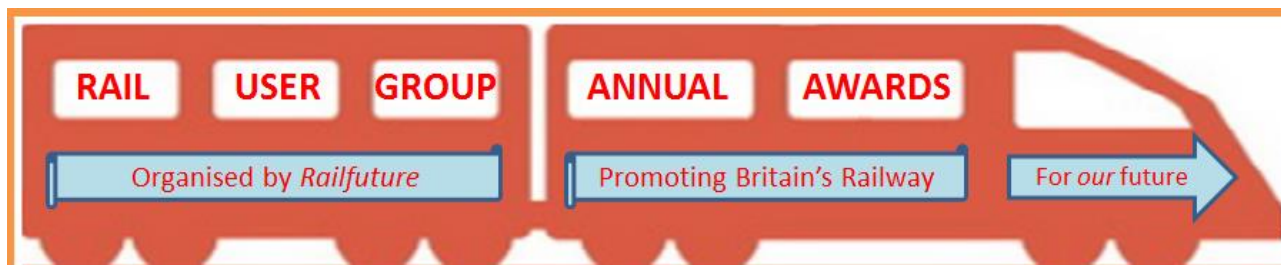 RAIL USER GROUP ANNUAL AWARDS
Organised by Railfuture
Promoting Britain's Railway
For our future